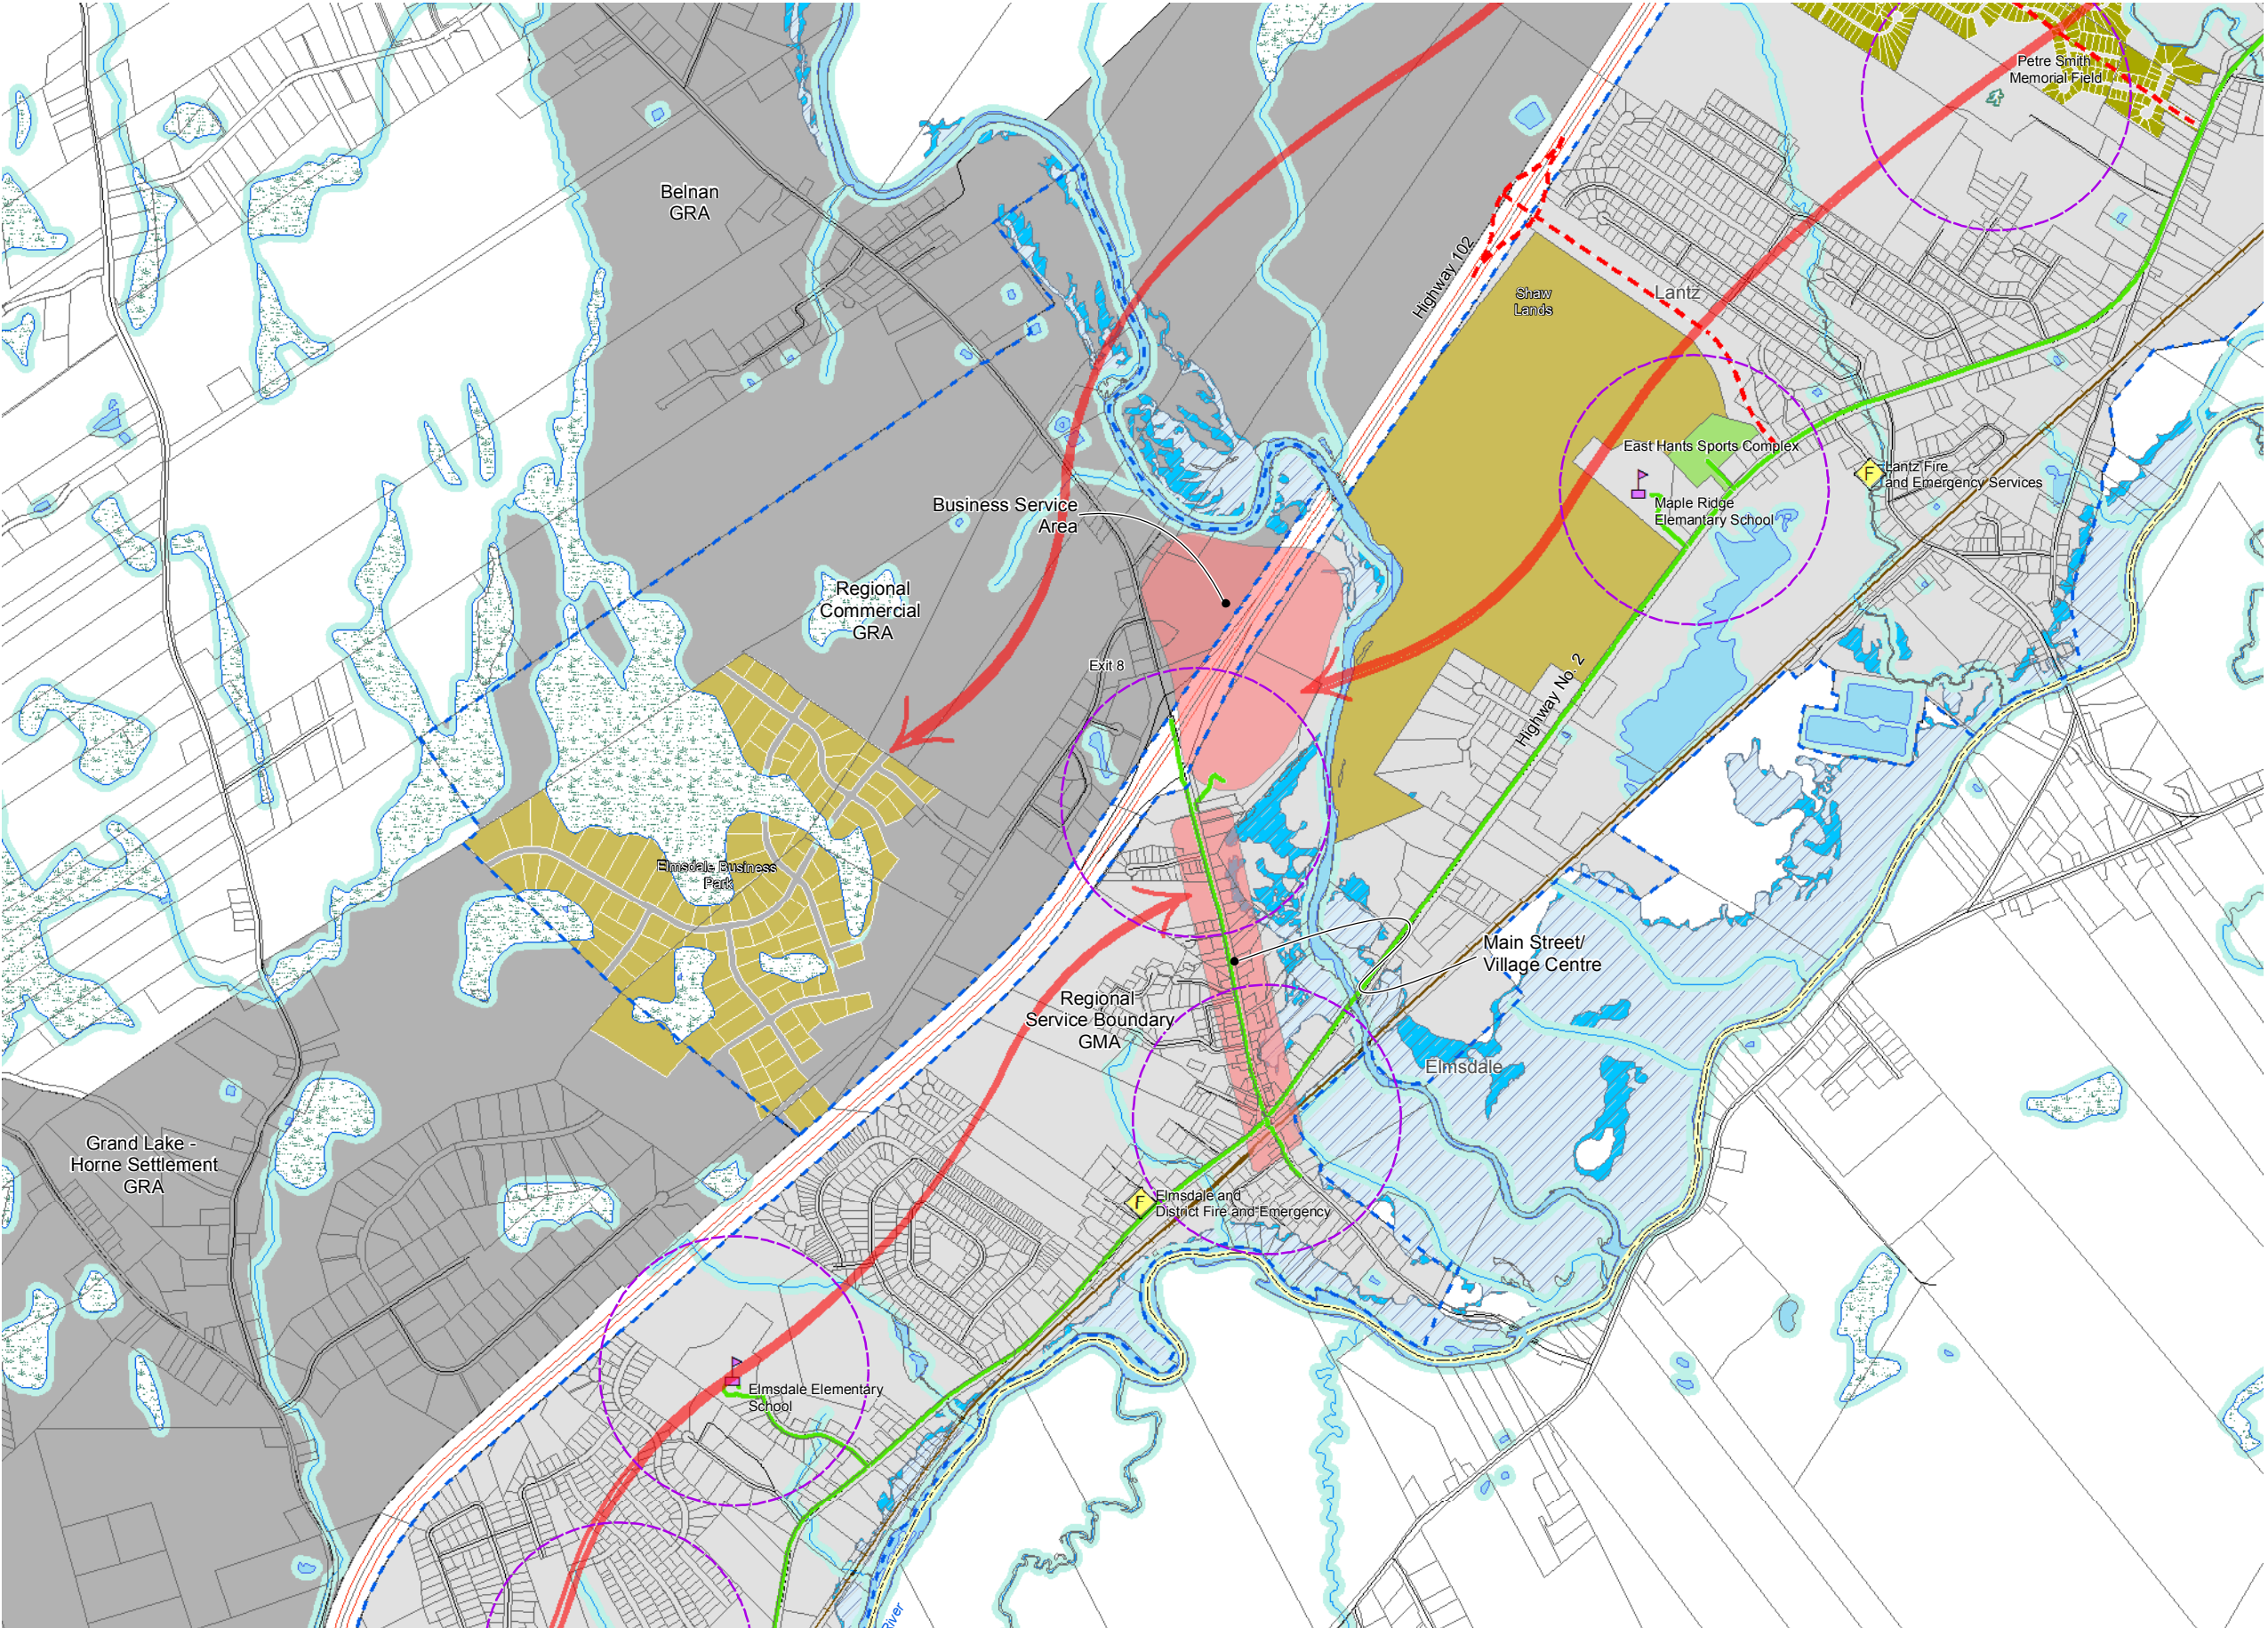 Petre Smith
Memorial Field
Belnan
GRA
Highway 102
Shaw
Lands
Lantz
East Hants Sports Complex
F
Lantz Fire
and Emergency Services
Maple Ridge
Elemantary School
Business Service
Area
Regional
Commercial
GRA
Exit 8
Highway No. 2
Elmsdale Business
Park
Main Street/
Village Centre
Regional
Service Boundary
GMA
Elmsdale
Grand Lake -
Horne Settlement
GRA
F
Elmsdale and
District Fire and Emergency
Elmsdale Elementary
School
River